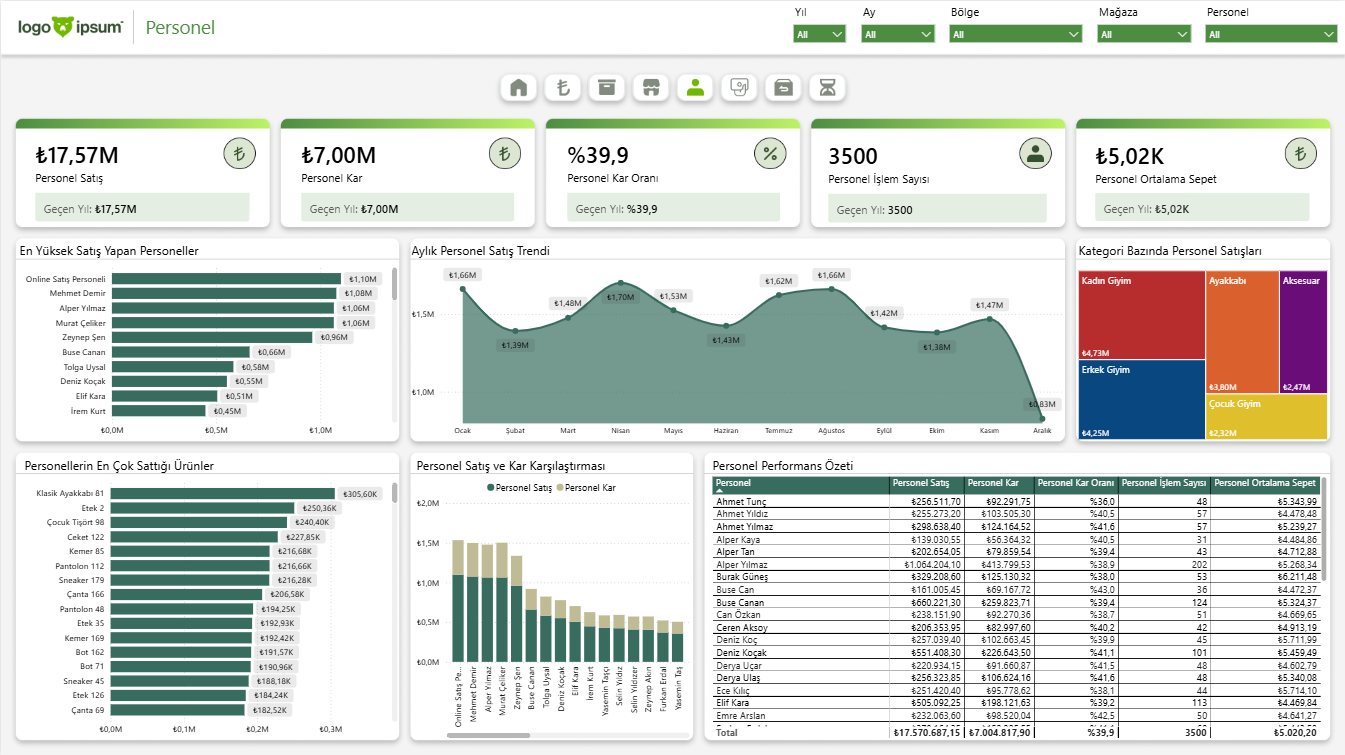 logo ipsum
Personel
Yıl
Ay
Bölge
Mağaza
Personel
All
All
All
All
All
₺17,57M
Personel Satış
Geçen Yıl: ₺17,57M
₺7,00M
Personel Kar
Geçen Yıl: ₺7,00M
%39,9
Personel Kar Oranı
Geçen Yıl: %39,9
3500
Personel İşlem Sayısı
Geçen Yıl: 3500
₺5,02K
Personel Ortalama Sepet
Geçen Yıl: ₺5,02K
En Yüksek Satış Yapan Personeller
Online Satış Personeli ₺1,10M
Mehmet Demir ₺1,08M
Alper Yılmaz ₺1,06M
Murat Çeliker ₺1,06M
Zeynep Şen ₺0,96M
Buse Canan ₺0,66M
Tolga Uysal ₺0,58M
Deniz Koçak ₺0,55M
Elif Kara ₺0,51M
İrem Kurt ₺0,45M
₺0,0M ₺0,5M ₺1,0M
Aylık Personel Satış Trendi
₺1,5M
₺1,0M
₺1,66M
₺1,39M
₺1,48M
₺1,70M
₺1,53M
₺1,43M
₺1,62M
₺1,66M
₺1,42M
₺1,38M
₺1,47M
₺0,83M
Ocak Şubat Mart Nisan Mayıs Haziran Temmuz Ağustos Eylül Ekim Kasım Aralık
Kategori Bazında Personel Satışları
Kadın Giyim
₺4,73M
Erkek Giyim
₺4,25M
Ayakkabı
₺3,80M
Aksesuar
₺2,47M
Çocuk Giyim
₺2,32M
Personellerin En Çok Sattığı Ürünler
Klasik Ayakkabı 81 ₺305,60K
Etek 2 ₺250,36K
Çocuk Tişört 98 ₺240,40K
Ceket 122 ₺227,85K
Kemer 85 ₺216,68K
Pantolon 112 ₺216,66K
Sneaker 179 ₺216,28K
Çanta 166 ₺206,58K
Pantolon 48 ₺194,25K
Etek 35 ₺192,93K
Kemer 169 ₺192,42K
Bot 162 ₺191,57K
Bot 71 ₺190,96K
Sneaker 45 ₺188,18K
Etek 126 ₺184,24K
Çanta 69 ₺182,52K
₺0,0M ₺0,1M ₺0,2M ₺0,3M
Personel Satış ve Kar Karşılaştırması
Personel Satış Personel Kar
₺2,0M
₺1,5M
₺1,0M
₺0,5M
₺0,0M
Online Satış Pe...
Mehmet Demir
Alper Yılmaz
Murat Çeliker
Zeynep Şen
Buse Canan
Tolga Uysal
Deniz Koçak
Elif Kara
İrem Kurt
Yasemin Taşçı
Selin Yıldız
Selin Yıldızer
Zeynep Akın
Furkan Erdal
Yasemin Taş
Personel Performans Özeti
Personel Personel Satış Personel Kar Personel Kar Oranı Personel İşlem Sayısı Personel Ortalama Sepet
Ahmet Tunç ₺256.511,70 ₺92.291,75 %36,0 48 ₺5.343,99
Ahmet Yıldız ₺255.273,20 ₺103.505,30 %40,5 57 ₺4.478,48
Ahmet Yılmaz ₺298.638,40 ₺124.164,52 %41,6 57 ₺5.239,27
Alper Kaya ₺139.030,55 ₺56.364,32 %40,5 31 ₺4.484,86
Alper Tan ₺202.654,05 ₺79.859,54 %39,4 43 ₺4.712,88
Alper Yılmaz ₺1.064.204,10 ₺413.799,53 %38,9 202 ₺5.268,34
Burak Güneş ₺329.208,60 ₺125.130,32 %38,0 53 ₺6.211,48
Buse Can ₺161.005,45 ₺69.167,72 %43,0 36 ₺4.472,37
Buse Canan ₺660.221,30 ₺259.823,71 %39,4 124 ₺5.324,37
Can Özkan ₺238.151,90 ₺92.270,36 %38,7 51 ₺4.669,65
Ceren Aksoy ₺206.353,95 ₺82.997,60 %40,2 42 ₺4.913,19
Deniz Koç ₺257.039,40 ₺102.663,45 %39,9 45 ₺5.711,99
Deniz Koçak ₺551.408,30 ₺226.643,50 %41,1 101 ₺5.459,49
Derya Uçar ₺220.934,15 ₺91.660,87 %41,5 48 ₺4.602,79
Derya Ulaş ₺256.323,85 ₺106.624,16 %41,6 48 ₺5.340,08
Ece Kılıç ₺251.420,40 ₺95.778,62 %38,1 44 ₺5.714,10
Elif Kara ₺505.092,25 ₺198.121,63 %39,2 113 ₺4.469,84
Emre Arslan ₺232.063,60 ₺98.520,04 %42,5 50 ₺4.641,27
Total ₺17.570.687,15 ₺7.004.817,90 %39,9 3500 ₺5.020,20